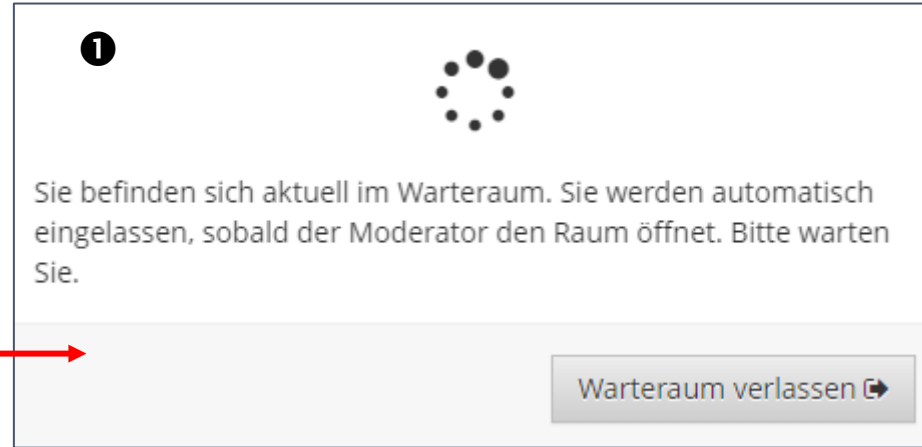 ❶
Sie befinden sich aktuell im Warteraum. Sie werden automatisch
eingelassen, sobald der Moderator den Raum öffnet. Bitte warten
Sie.
Warteraum verlassen